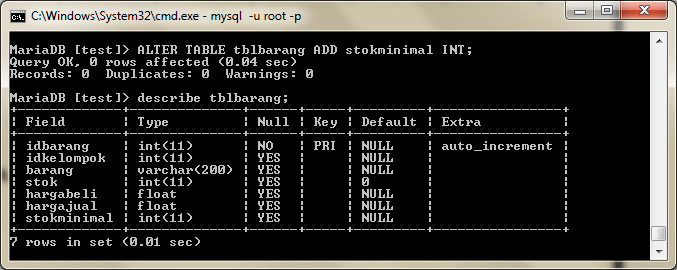 C:\Windows\System32\cmd.exe - mysql -u root -p
MariaDB [test]> ALTER TABLE tblbarang ADD stokminimal INT;
Query OK, 0 rows affected (0.04 sec)
Records: 0  Duplicates: 0  Warnings: 0
MariaDB [test]> describe tblbarang;
+-------------+--------------+------+-----+---------+----------------+
| Field       | Type         | Null | Key | Default | Extra          |
+-------------+--------------+------+-----+---------+----------------+
| idbarang    | int(11)      | NO   | PRI | NULL    | auto_increment |
| idkelompok  | int(11)      | YES  |     | NULL    |                |
| barang      | varchar(200) | YES  |     | NULL    |                |
| stok        | int(11)      | YES  |     | 0       |                |
| hargabeli   | float        | YES  |     | NULL    |                |
| hargajual   | float        | YES  |     | NULL    |                |
| stokminimal | int(11)      | YES  |     | NULL    |                |
+-------------+--------------+------+-----+---------+----------------+
7 rows in set (0.01 sec)